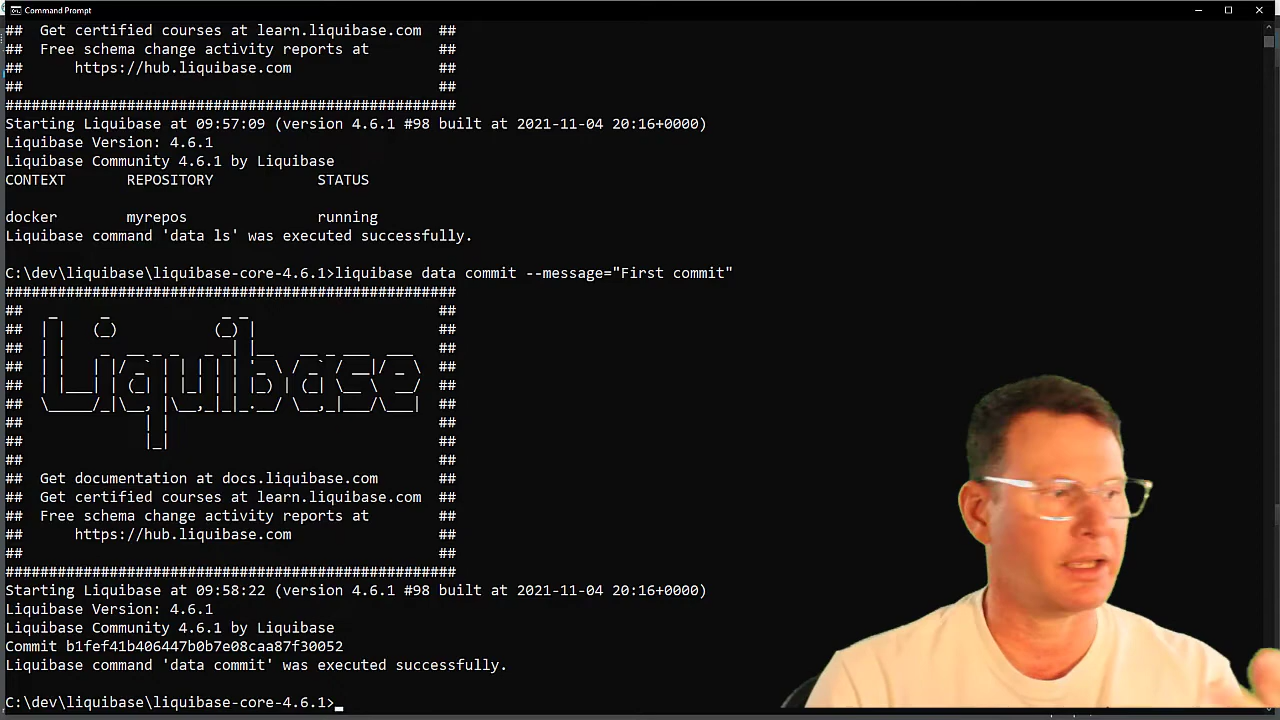 Command Prompt
##  Get certified courses at learn.liquibase.com  ##
##  Free schema change activity reports at        ##
##      https://hub.liquibase.com                 ##
##                                                ##
####################################################
Starting Liquibase at 09:57:09 (version 4.6.1 #98 built at 2021-11-04 20:16+0000)
Liquibase Version: 4.6.1
Liquibase Community 4.6.1 by Liquibase
CONTEXT       REPOSITORY            STATUS
docker        myrepos               running
Liquibase command 'data ls' was executed successfully.
C:\dev\liquibase\liquibase-core-4.6.1>liquibase data commit --message="First commit"
####################################################
Liquibase
##  Get documentation at docs.liquibase.com       ##
##  Get certified courses at learn.liquibase.com  ##
##  Free schema change activity reports at        ##
##      https://hub.liquibase.com                 ##
##                                                ##
####################################################
Starting Liquibase at 09:58:22 (version 4.6.1 #98 built at 2021-11-04 20:16+0000)
Liquibase Version: 4.6.1
Liquibase Community 4.6.1 by Liquibase
Commit b1fef41b406447b0b7e08caa87f30052
Liquibase command 'data commit' was executed successfully.
C:\dev\liquibase\liquibase-core-4.6.1>